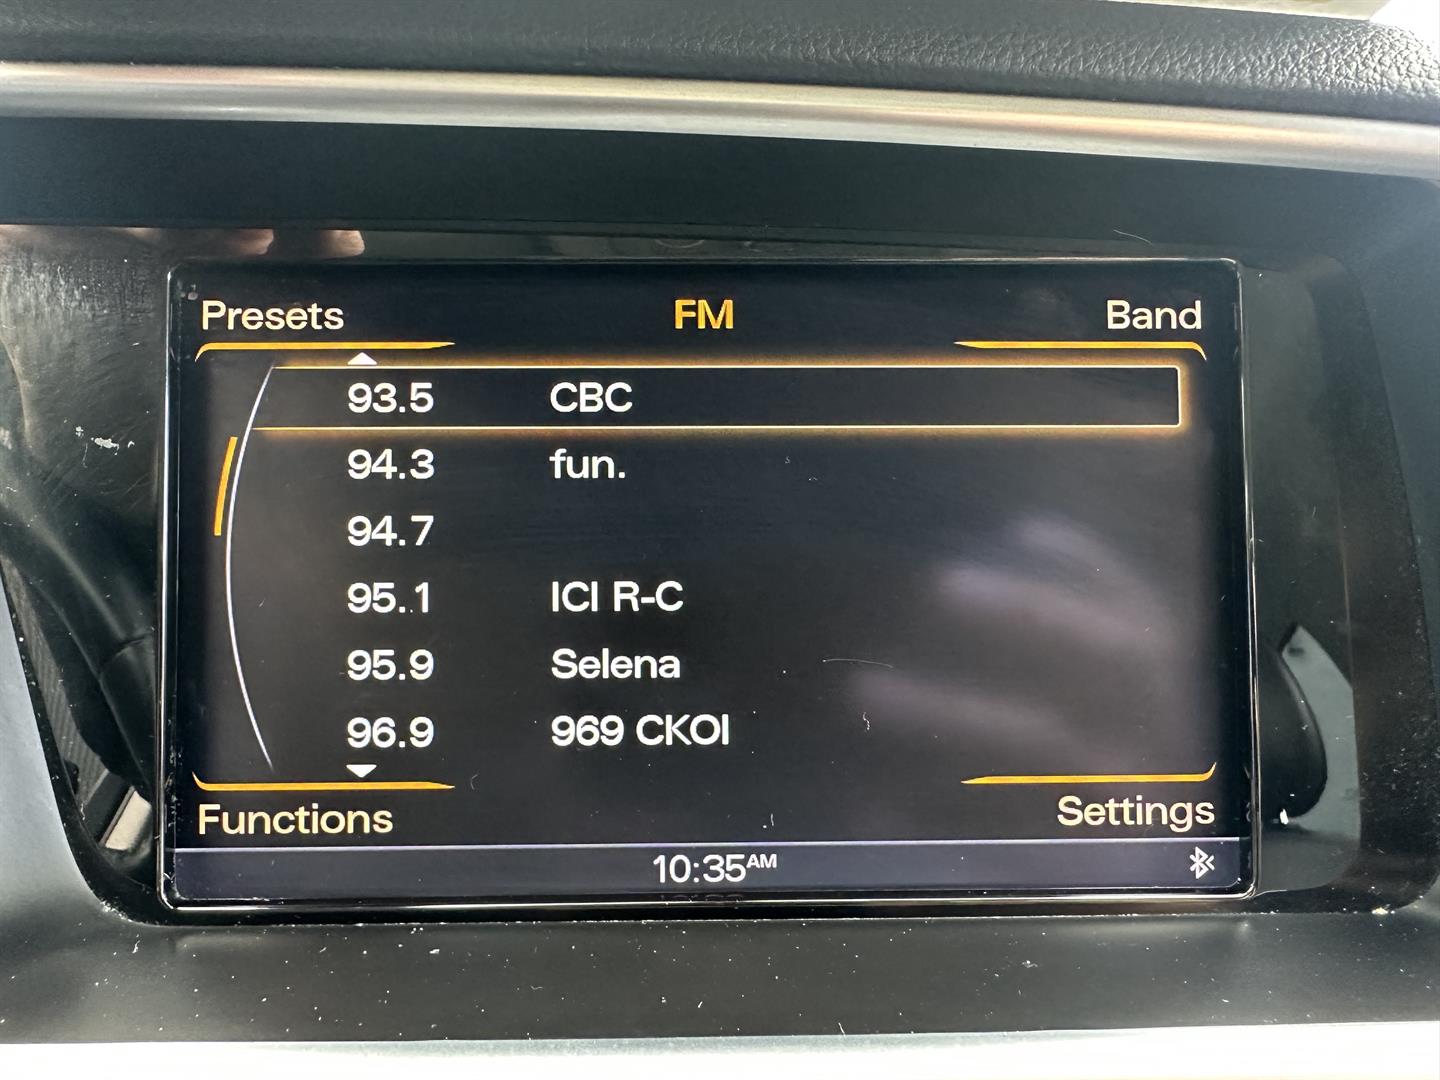 Presets FM Band
93.5 CBC
94.3 fun.
94.7
95.1 ICI R-C
95.9 Selena
96.9 969 CKOI
Functions Settings
10:35AM